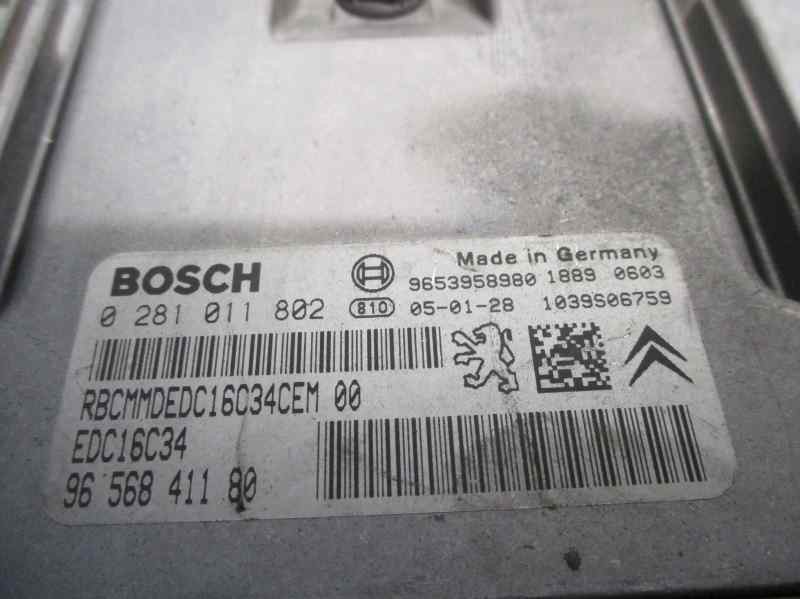 BOSCH
Made in Germany
9653958980 1889 0603
0 281 011 802
810 05-01-28 1039S06759
RBCMMDEDC16C34CEM 00
EDC16C34
96 568 411 80